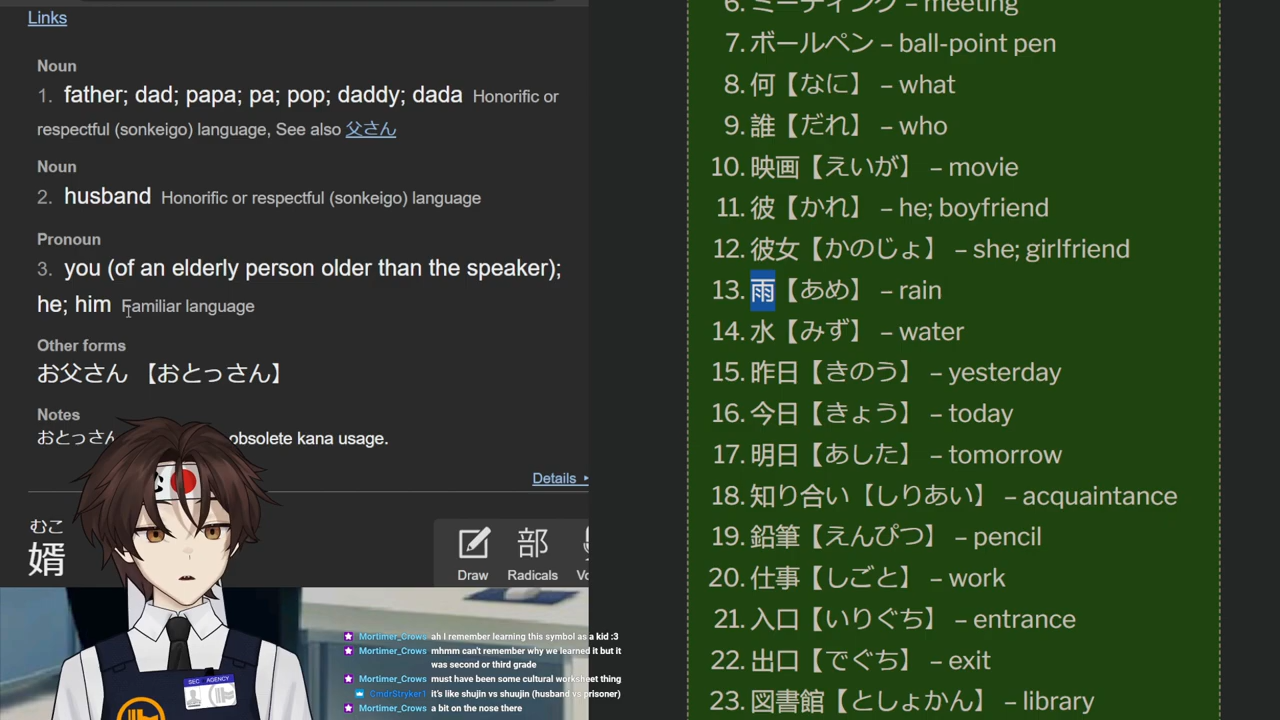 Links
Noun
1. father; dad; papa; pa; pop; daddy; dada Honorific or
respectful (sonkeigo) language, See also 父さん
Noun
2. husband Honorific or respectful (sonkeigo) language
Pronoun
3. you (of an elderly person older than the speaker);
he; him Familiar language
Other forms
お父さん 【おとっさん】
Notes
おとっさん obsolete kana usage.
Details
むこ
婿
Draw
部
Radicals
SEC AGENCY
Mortimer_Crows ah I remember learning this symbol as a kid :3
Mortimer_Crows mhmm can't remember why we learned it but it
was second or third grade
Mortimer_Crows must have been some cultural worksheet thing
CmdrStryker1 it's like shujin vs shuujin (husband vs prisoner)
Mortimer_Crows a bit on the nose there
6. ミーティング – meeting
7. ボールペン – ball-point pen
8. 何【なに】 – what
9. 誰【だれ】 – who
10. 映画【えいが】 – movie
11. 彼【かれ】 – he; boyfriend
12. 彼女【かのじょ】 – she; girlfriend
13. 雨【あめ】 – rain
14. 水【みず】 – water
15. 昨日【きのう】 – yesterday
16. 今日【きょう】 – today
17. 明日【あした】 – tomorrow
18. 知り合い【しりあい】 – acquaintance
19. 鉛筆【えんぴつ】 – pencil
20. 仕事【しごと】 – work
21. 入口【いりぐち】 – entrance
22. 出口【でぐち】 – exit
23. 図書館【としょかん】 – library